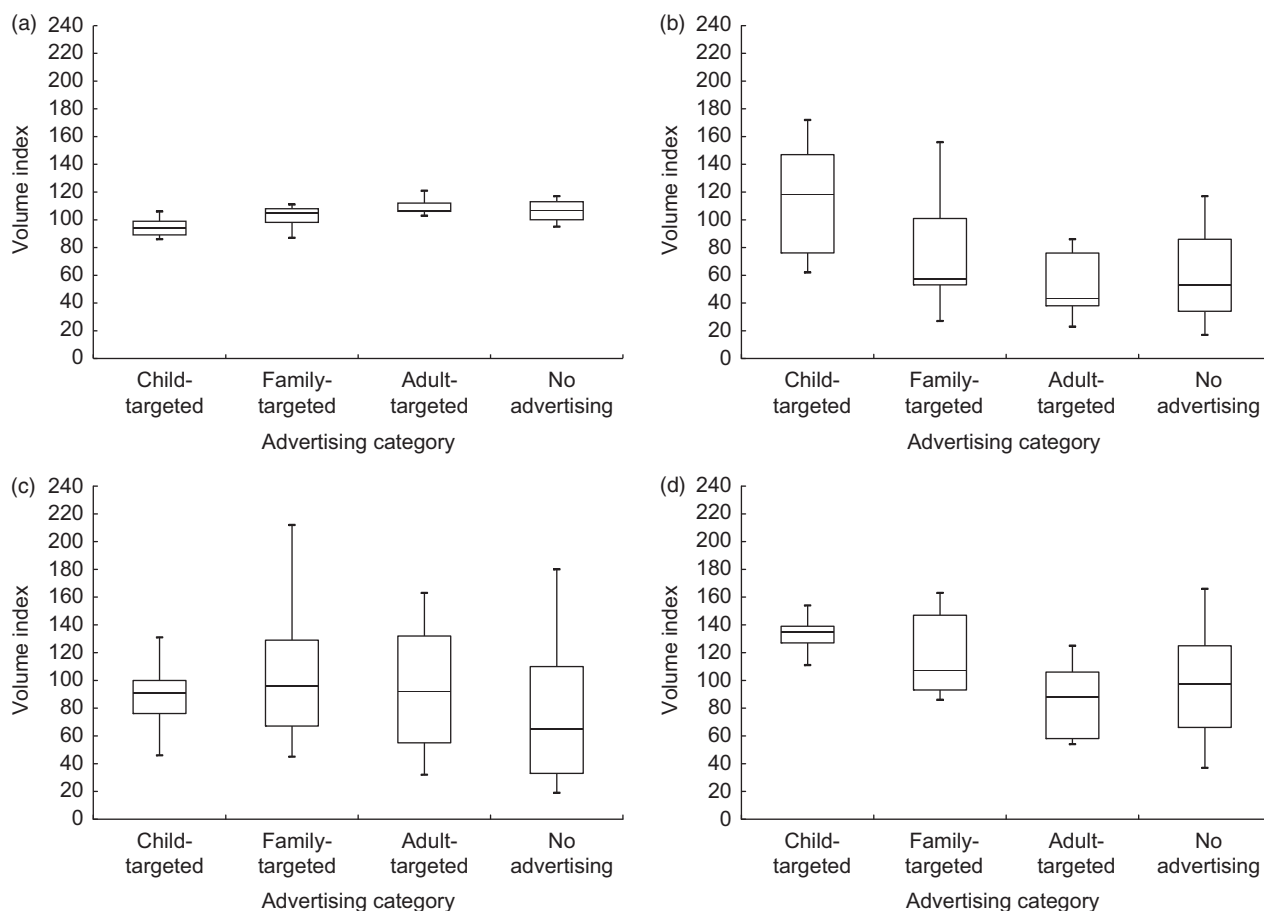 (a)
240
220
200
180
160
140
120
100
80
60
40
20
0
Volume index
Child-
targeted
Family-
targeted
Adult-
targeted
No
advertising
Advertising category
(b)
240
220
200
180
160
140
120
100
80
60
40
20
0
Volume index
Child-
targeted
Family-
targeted
Adult-
targeted
No
advertising
Advertising category
(c)
240
220
200
180
160
140
120
100
80
60
40
20
0
Volume index
Child-
targeted
Family-
targeted
Adult-
targeted
No
advertising
Advertising category
(d)
240
220
200
180
160
140
120
100
80
60
40
20
0
Volume index
Child-
targeted
Family-
targeted
Adult-
targeted
No
advertising
Advertising category